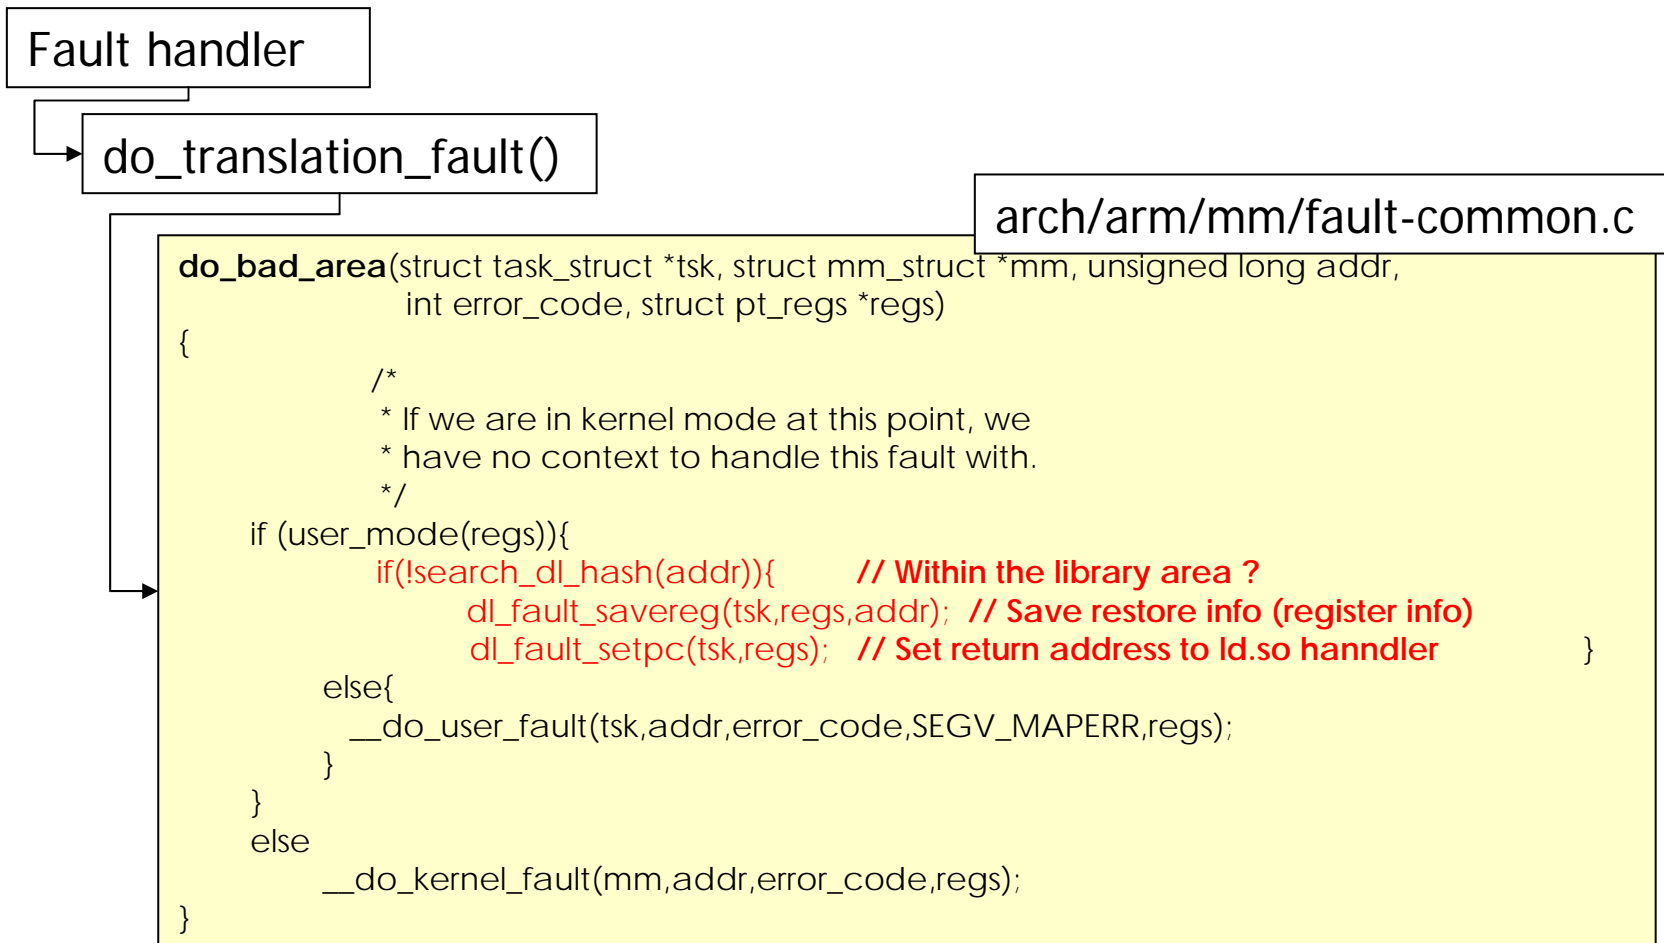 Fault handler
do_translation_fault()
arch/arm/mm/fault-common.c
do_bad_area(struct task_struct *tsk, struct mm_struct *mm, unsigned long addr,
int error_code, struct pt_regs *regs)
{
/*
* If we are in kernel mode at this point, we
* have no context to handle this fault with.
*/
if (user_mode(regs)){
if(!search_dl_hash(addr)){ // Within the library area ?
dl_fault_savereg(tsk,regs,addr); // Save restore info (register info)
dl_fault_setpc(tsk,regs); // Set return address to ld.so hanndler }
else{
__do_user_fault(tsk,addr,error_code,SEGV_MAPERR,regs);
}
}
else
__do_kernel_fault(mm,addr,error_code,regs);
}